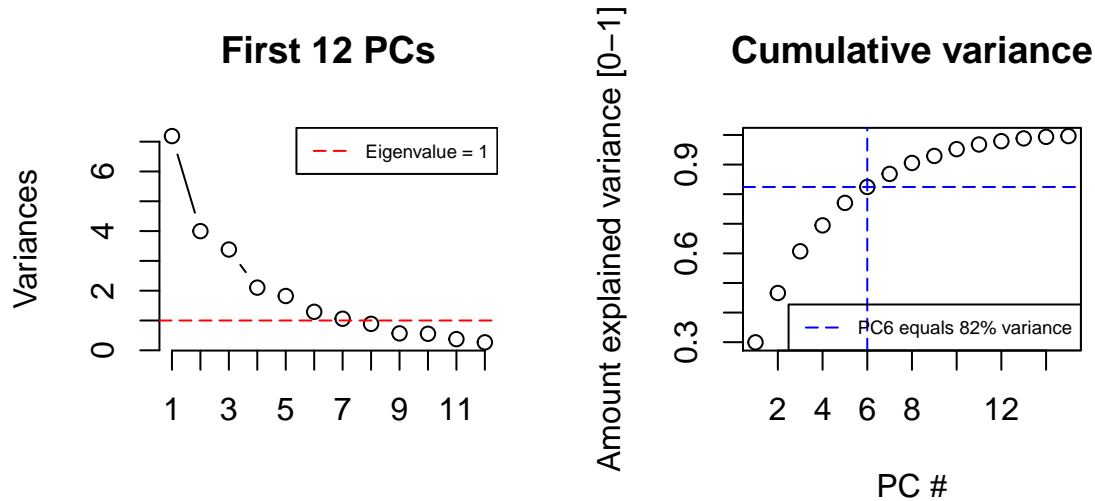 First 12 PCs
Variances
0
2
4
6
Eigenvalue = 1
1 3 5 7 9 11
Cumulative variance
Amount explained variance [0−1]
0.3
0.6
0.9
PC6 equals 82% variance
2 4 6 8 12
PC #